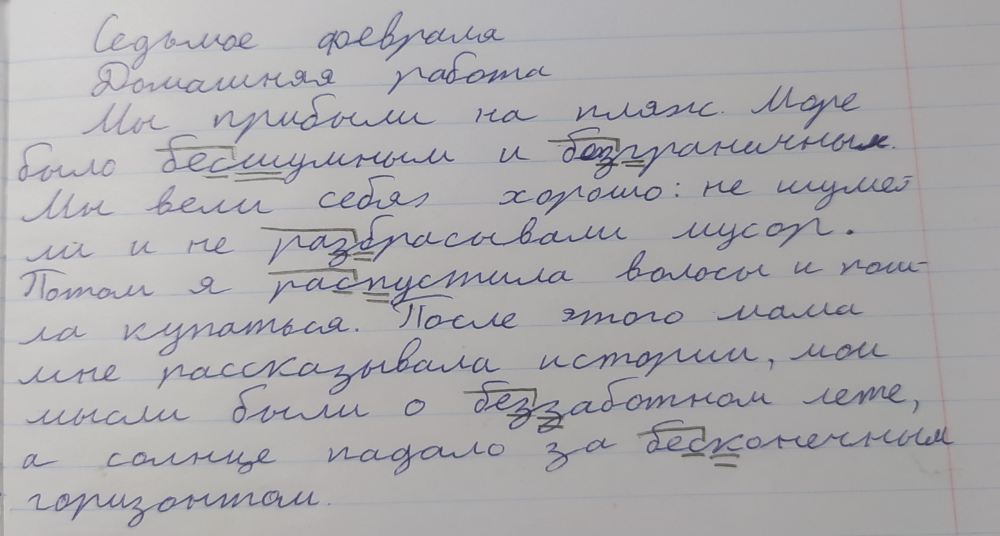 Седьмое февраля
Домашняя работа
Мы прибыли на пляж. Море
было бесшумным и безграничным.
Мы вели себя хорошо: не шуме-
ли и не разбрасывали мусор.
Потом я распустила волосы и пош-
ла купаться. После этого мама
мне рассказывала истории, мои
мысли были о беззаботном лете,
а солнце падало за бесконечным
горизонтом.